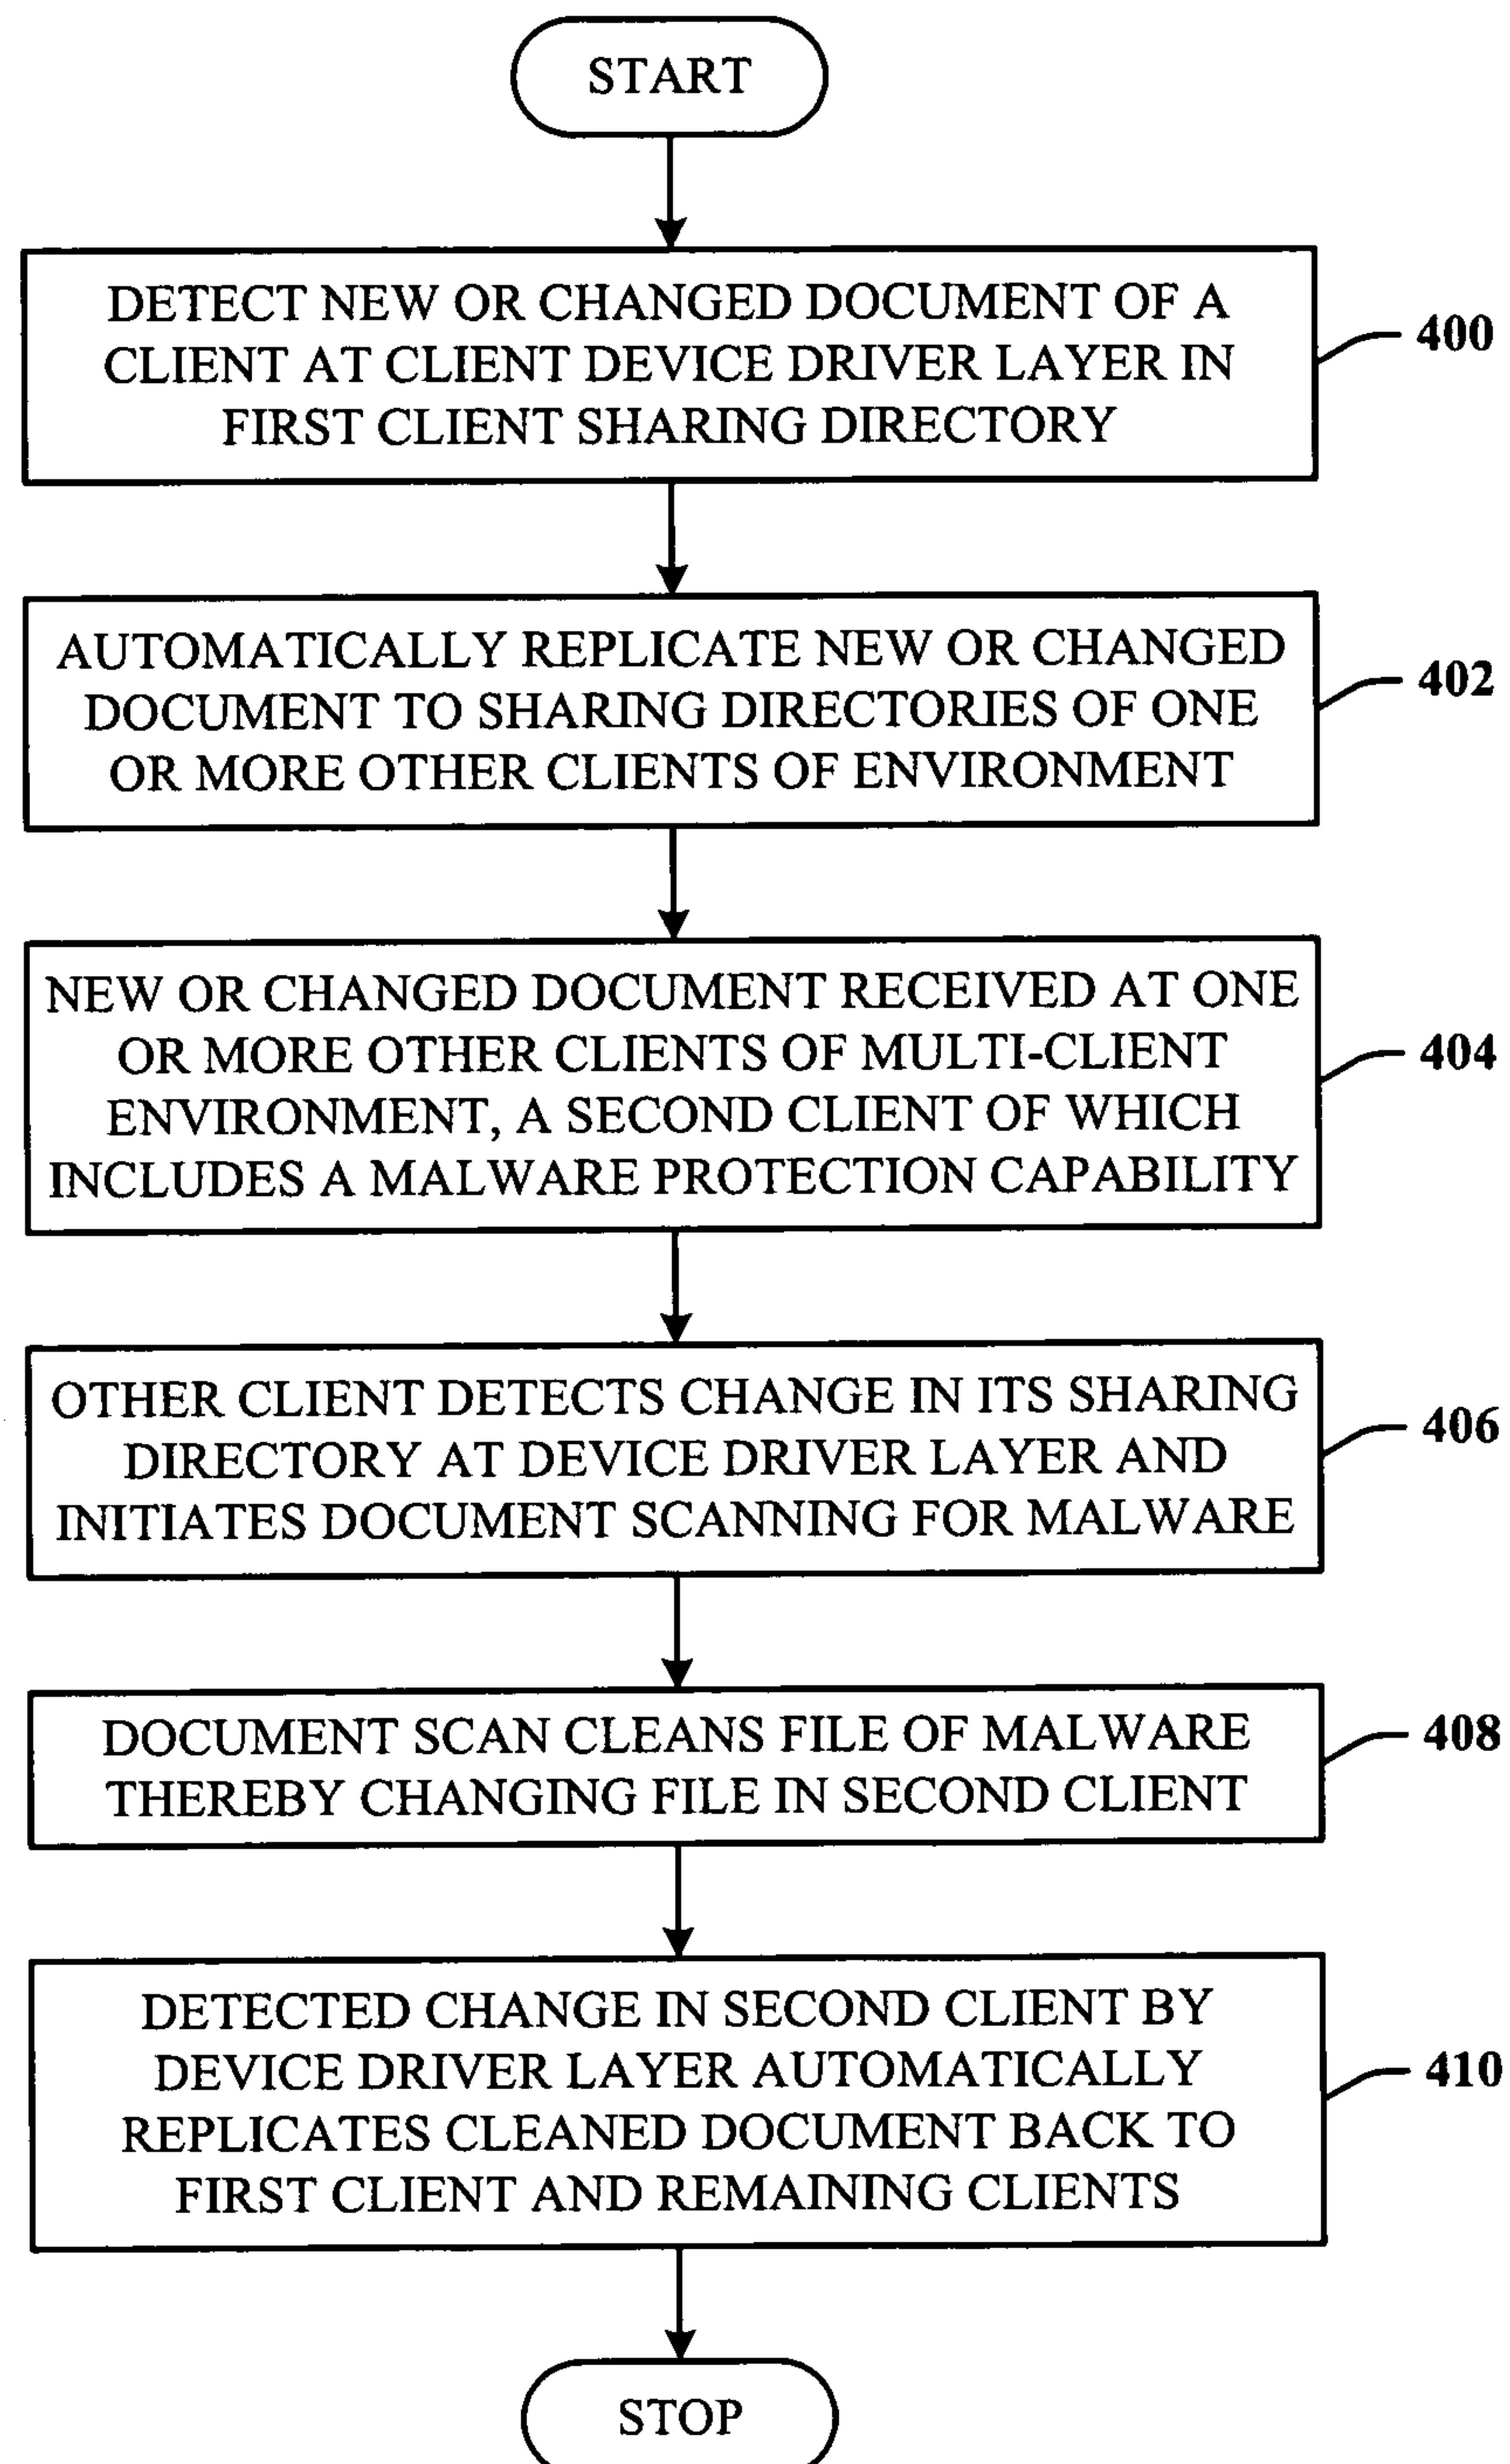 START
DETECT NEW OR CHANGED DOCUMENT OF A
CLIENT AT CLIENT DEVICE DRIVER LAYER IN
FIRST CLIENT SHARING DIRECTORY
400
AUTOMATICALLY REPLICATE NEW OR CHANGED
DOCUMENT TO SHARING DIRECTORIES OF ONE
OR MORE OTHER CLIENTS OF ENVIRONMENT
402
NEW OR CHANGED DOCUMENT RECEIVED AT ONE
OR MORE OTHER CLIENTS OF MULTI-CLIENT
ENVIRONMENT, A SECOND CLIENT OF WHICH
INCLUDES A MALWARE PROTECTION CAPABILITY
404
OTHER CLIENT DETECTS CHANGE IN ITS SHARING
DIRECTORY AT DEVICE DRIVER LAYER AND
INITIATES DOCUMENT SCANNING FOR MALWARE
406
DOCUMENT SCAN CLEANS FILE OF MALWARE
THEREBY CHANGING FILE IN SECOND CLIENT
408
DETECTED CHANGE IN SECOND CLIENT BY
DEVICE DRIVER LAYER AUTOMATICALLY
REPLICATES CLEANED DOCUMENT BACK TO
FIRST CLIENT AND REMAINING CLIENTS
410
STOP